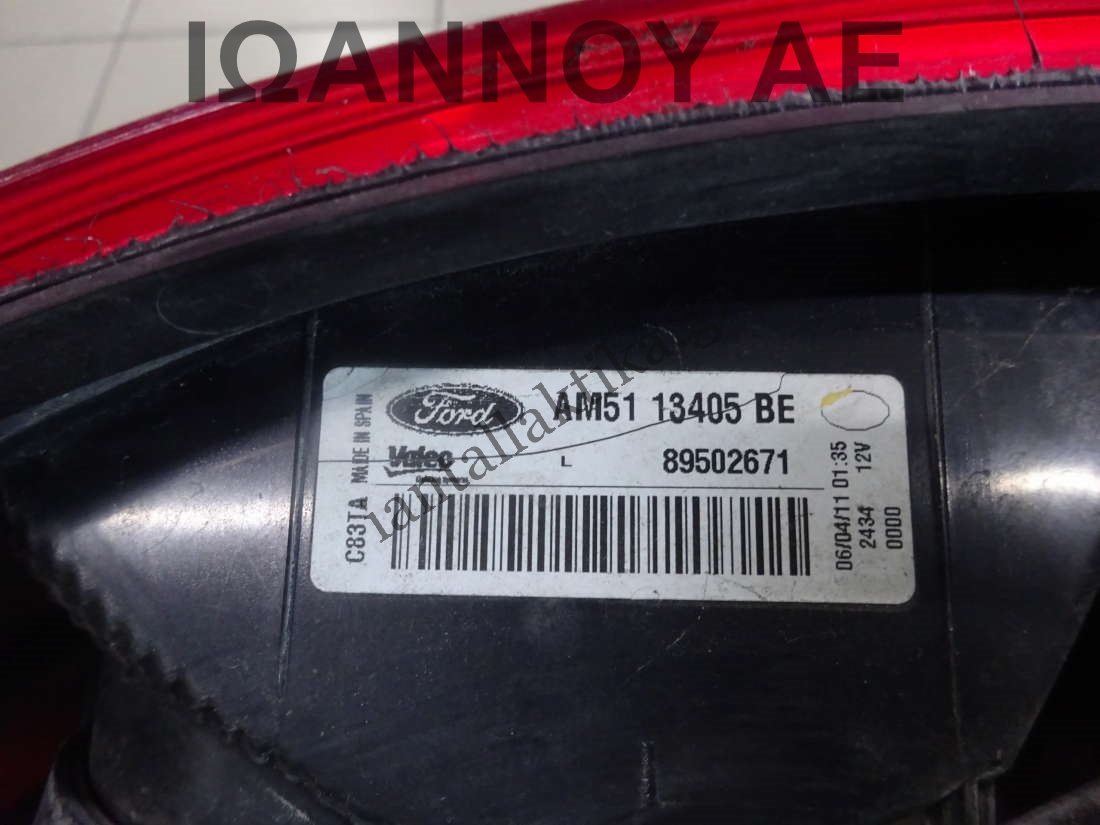 ΙΩΑΝΝΟΥ ΑΕ
Ford
AM51 13405 BE
Valeo
L
89502671
MADE IN SPAIN
C83TA
06/04/11 01:35
2434 12V
0000
iantallaktika